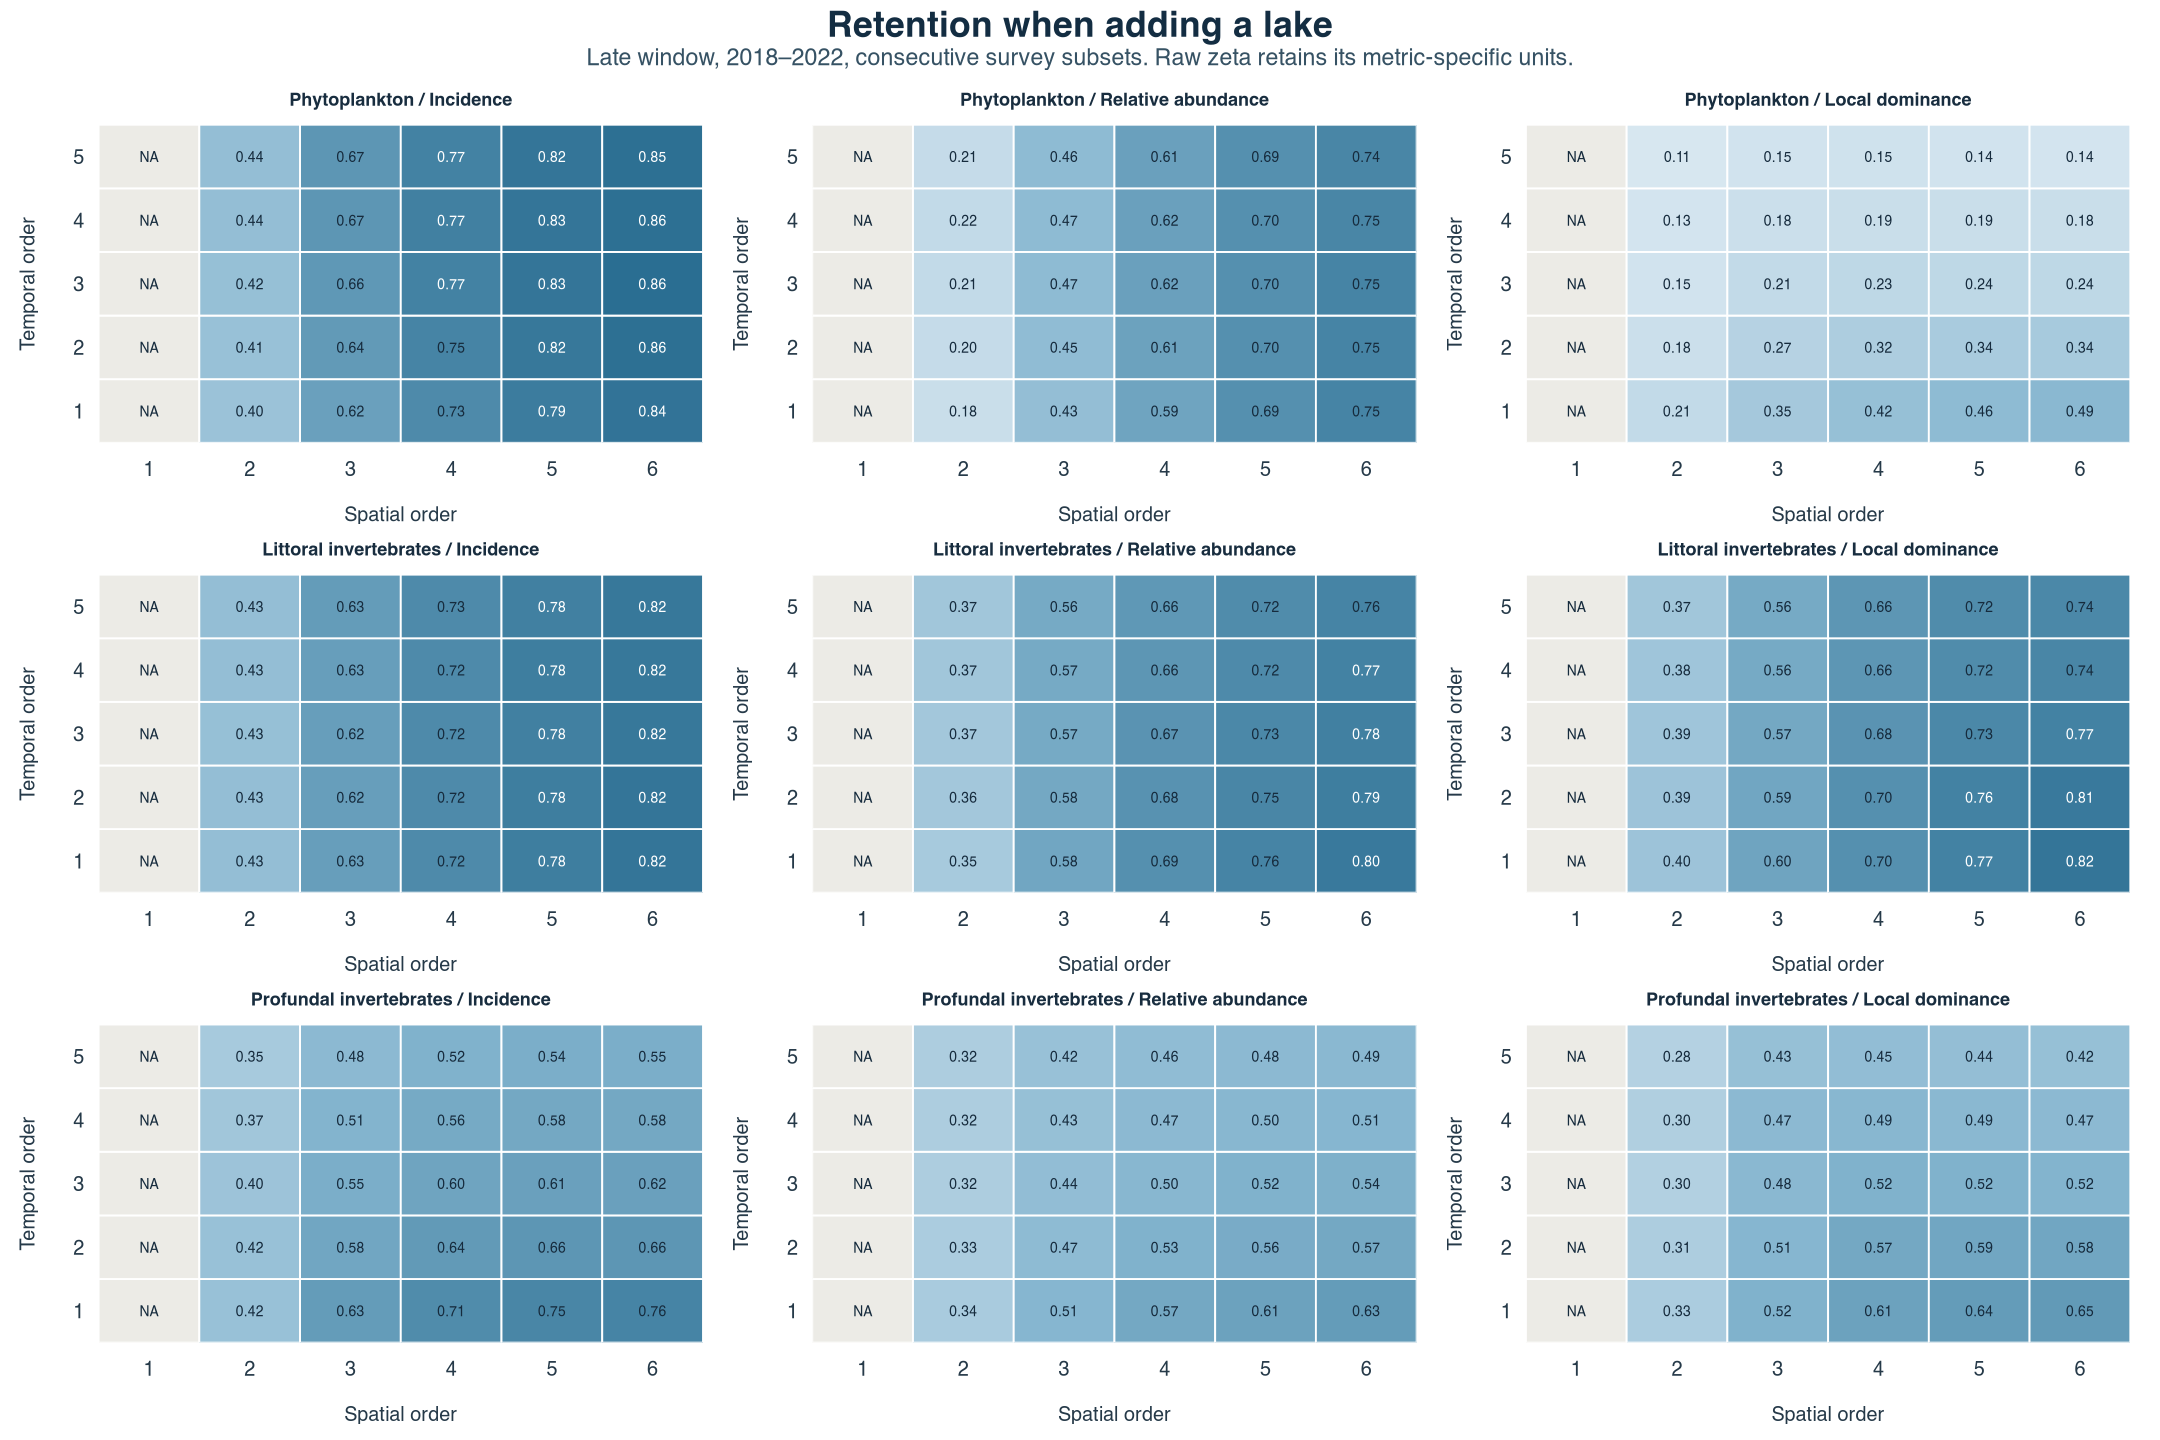 Retention when adding a lake
Late window, 2018–2022, consecutive survey subsets. Raw zeta retains its metric-specific units.
Phytoplankton / Incidence
Temporal order
5 NA 0.44 0.67 0.77 0.82 0.85
4 NA 0.44 0.67 0.77 0.83 0.86
3 NA 0.42 0.66 0.77 0.83 0.86
2 NA 0.41 0.64 0.75 0.82 0.86
1 NA 0.40 0.62 0.73 0.79 0.84
1 2 3 4 5 6
Spatial order
Phytoplankton / Relative abundance
Temporal order
5 NA 0.21 0.46 0.61 0.69 0.74
4 NA 0.22 0.47 0.62 0.70 0.75
3 NA 0.21 0.47 0.62 0.70 0.75
2 NA 0.20 0.45 0.61 0.70 0.75
1 NA 0.18 0.43 0.59 0.69 0.75
1 2 3 4 5 6
Spatial order
Phytoplankton / Local dominance
Temporal order
5 NA 0.11 0.15 0.15 0.14 0.14
4 NA 0.13 0.18 0.19 0.19 0.18
3 NA 0.15 0.21 0.23 0.24 0.24
2 NA 0.18 0.27 0.32 0.34 0.34
1 NA 0.21 0.35 0.42 0.46 0.49
1 2 3 4 5 6
Spatial order
Littoral invertebrates / Incidence
Temporal order
5 NA 0.43 0.63 0.73 0.78 0.82
4 NA 0.43 0.63 0.72 0.78 0.82
3 NA 0.43 0.62 0.72 0.78 0.82
2 NA 0.43 0.62 0.72 0.78 0.82
1 NA 0.43 0.63 0.72 0.78 0.82
1 2 3 4 5 6
Spatial order
Littoral invertebrates / Relative abundance
Temporal order
5 NA 0.37 0.56 0.66 0.72 0.76
4 NA 0.37 0.57 0.66 0.72 0.77
3 NA 0.37 0.57 0.67 0.73 0.78
2 NA 0.36 0.58 0.68 0.75 0.79
1 NA 0.35 0.58 0.69 0.76 0.80
1 2 3 4 5 6
Spatial order
Littoral invertebrates / Local dominance
Temporal order
5 NA 0.37 0.56 0.66 0.72 0.74
4 NA 0.38 0.56 0.66 0.72 0.74
3 NA 0.39 0.57 0.68 0.73 0.77
2 NA 0.39 0.59 0.70 0.76 0.81
1 NA 0.40 0.60 0.70 0.77 0.82
1 2 3 4 5 6
Spatial order
Profundal invertebrates / Incidence
Temporal order
5 NA 0.35 0.48 0.52 0.54 0.55
4 NA 0.37 0.51 0.56 0.58 0.58
3 NA 0.40 0.55 0.60 0.61 0.62
2 NA 0.42 0.58 0.64 0.66 0.66
1 NA 0.42 0.63 0.71 0.75 0.76
1 2 3 4 5 6
Spatial order
Profundal invertebrates / Relative abundance
Temporal order
5 NA 0.32 0.42 0.46 0.48 0.49
4 NA 0.32 0.43 0.47 0.50 0.51
3 NA 0.32 0.44 0.50 0.52 0.54
2 NA 0.33 0.47 0.53 0.56 0.57
1 NA 0.34 0.51 0.57 0.61 0.63
1 2 3 4 5 6
Spatial order
Profundal invertebrates / Local dominance
Temporal order
5 NA 0.28 0.43 0.45 0.44 0.42
4 NA 0.30 0.47 0.49 0.49 0.47
3 NA 0.30 0.48 0.52 0.52 0.52
2 NA 0.31 0.51 0.57 0.59 0.58
1 NA 0.33 0.52 0.61 0.64 0.65
1 2 3 4 5 6
Spatial order